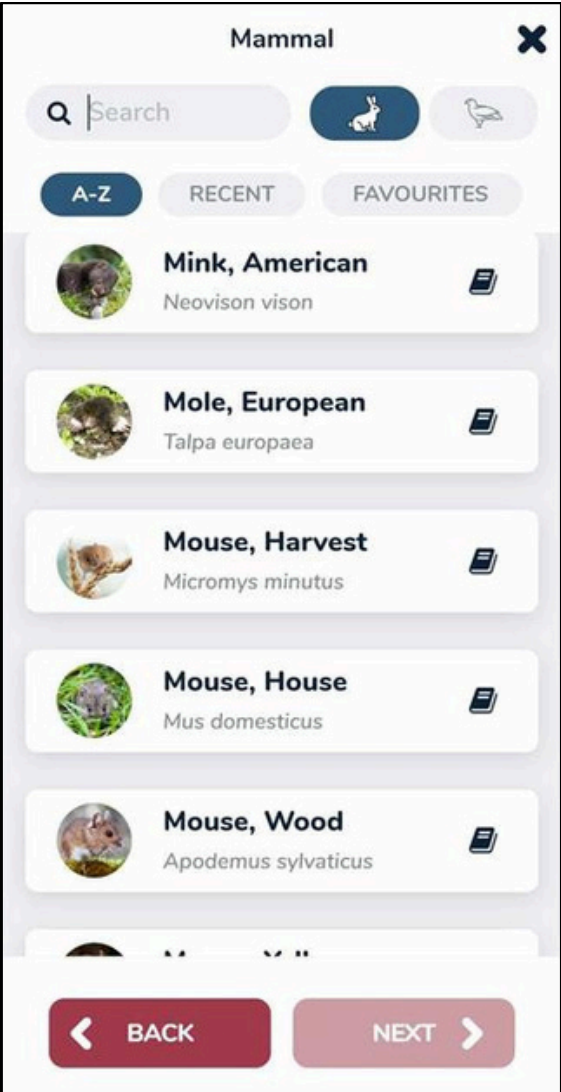 Mammal
Search
A-Z RECENT FAVOURITES
Mink, American
Neovison vison
Mole, European
Talpa europaea
Mouse, Harvest
Micromys minutus
Mouse, House
Mus domesticus
Mouse, Wood
Apodemus sylvaticus
BACK NEXT